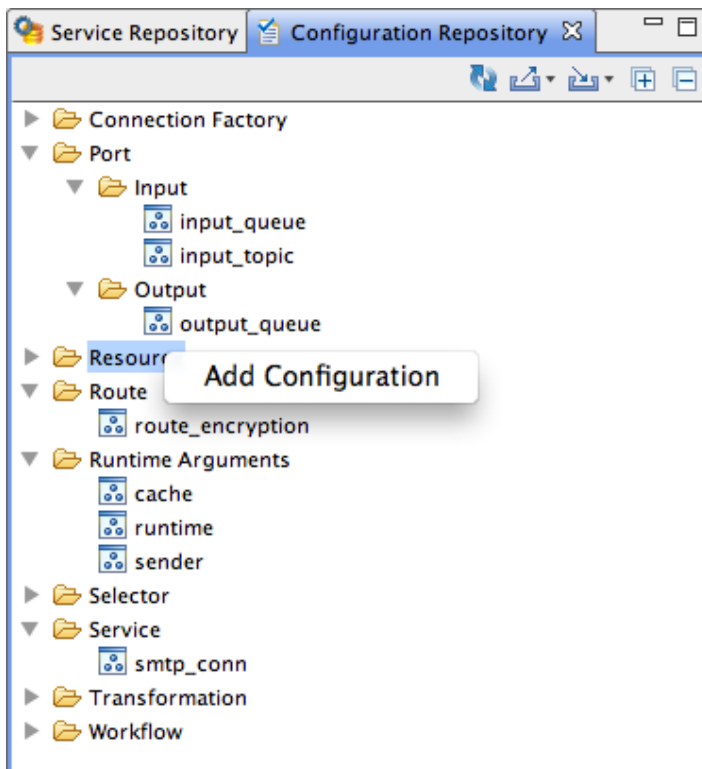 Service Repository Configuration Repository
Connection Factory
Port
Input
input_queue
input_topic
Output
output_queue
Add Configuration
Route
route_encryption
Runtime Arguments
cache
runtime
sender
Selector
Service
smtp_conn
Transformation
Workflow